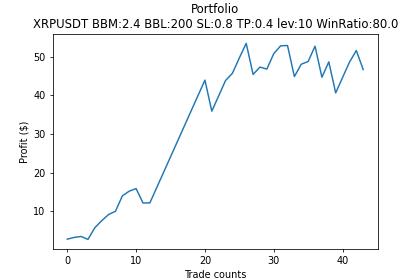 Portfolio
XRPUSDT BBM:2.4 BBL:200 SL:0.8 TP:0.4 lev:10 WinRatio:80.0
50
40
30
20
10
Profit ($)
0
10
20
30
40
Trade counts